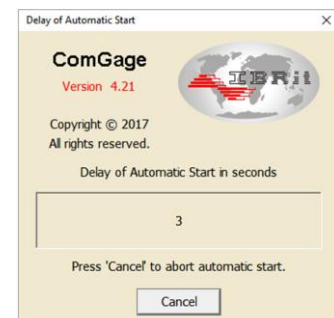 Delay of Automatic Start
ComGage
IBRit
Version 4.21
Copyright © 2017
All rights reserved.
Delay of Automatic Start in seconds
3
Press 'Cancel' to abort automatic start.
Cancel